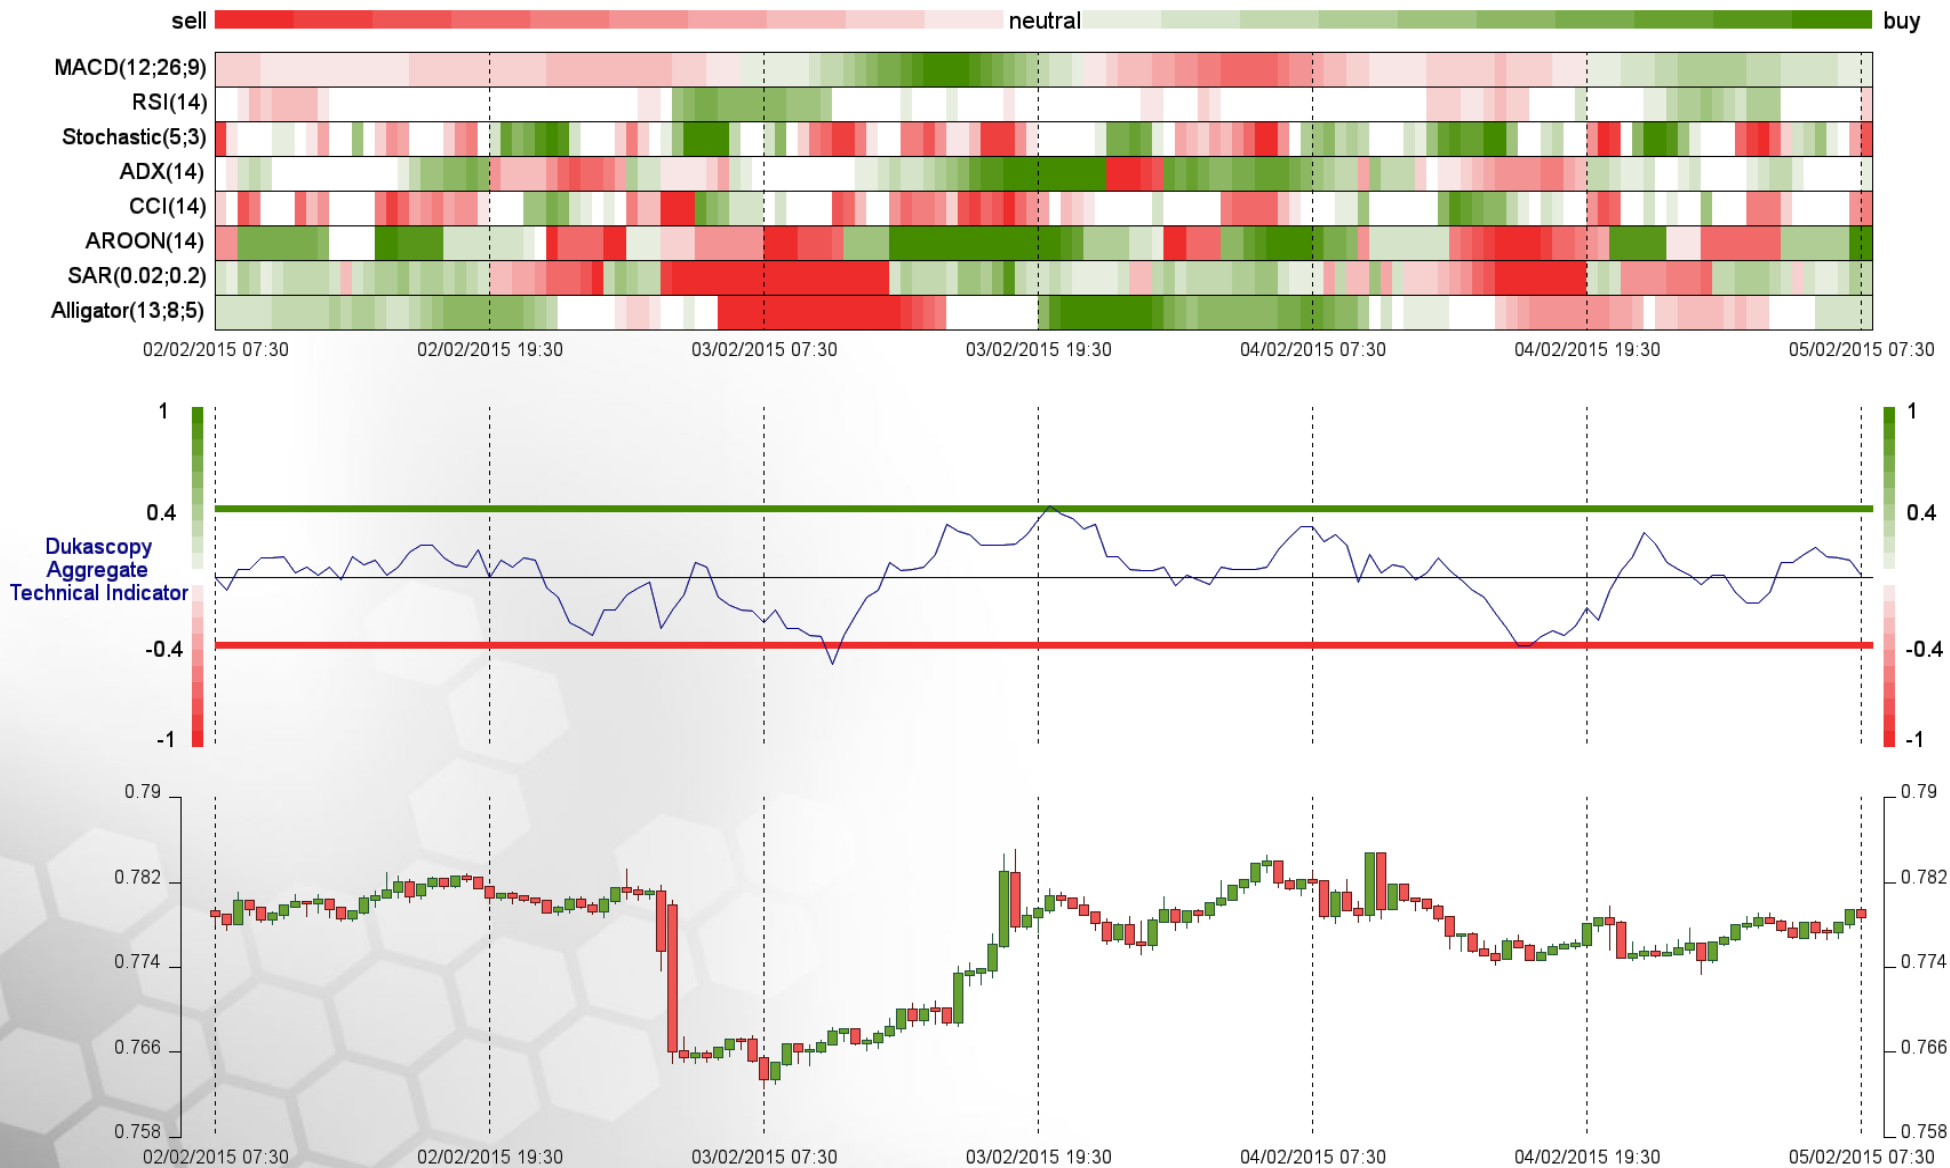 sell neutral buy
MACD(12;26;9)
RSI(14)
Stochastic(5;3)
ADX(14)
CCI(14)
AROON(14)
SAR(0.02;0.2)
Alligator(13;8;5)
02/02/2015 07:30 02/02/2015 19:30 03/02/2015 07:30 03/02/2015 19:30 04/02/2015 07:30 04/02/2015 19:30 05/02/2015 07:30
1 1
0.4 0.4
Dukascopy
Aggregate
Technical Indicator
-0.4 -0.4
-1 -1
0.79 0.79
0.782 0.782
0.774 0.774
0.766 0.766
0.758 0.758
02/02/2015 07:30 02/02/2015 19:30 03/02/2015 07:30 03/02/2015 19:30 04/02/2015 07:30 04/02/2015 19:30 05/02/2015 07:30